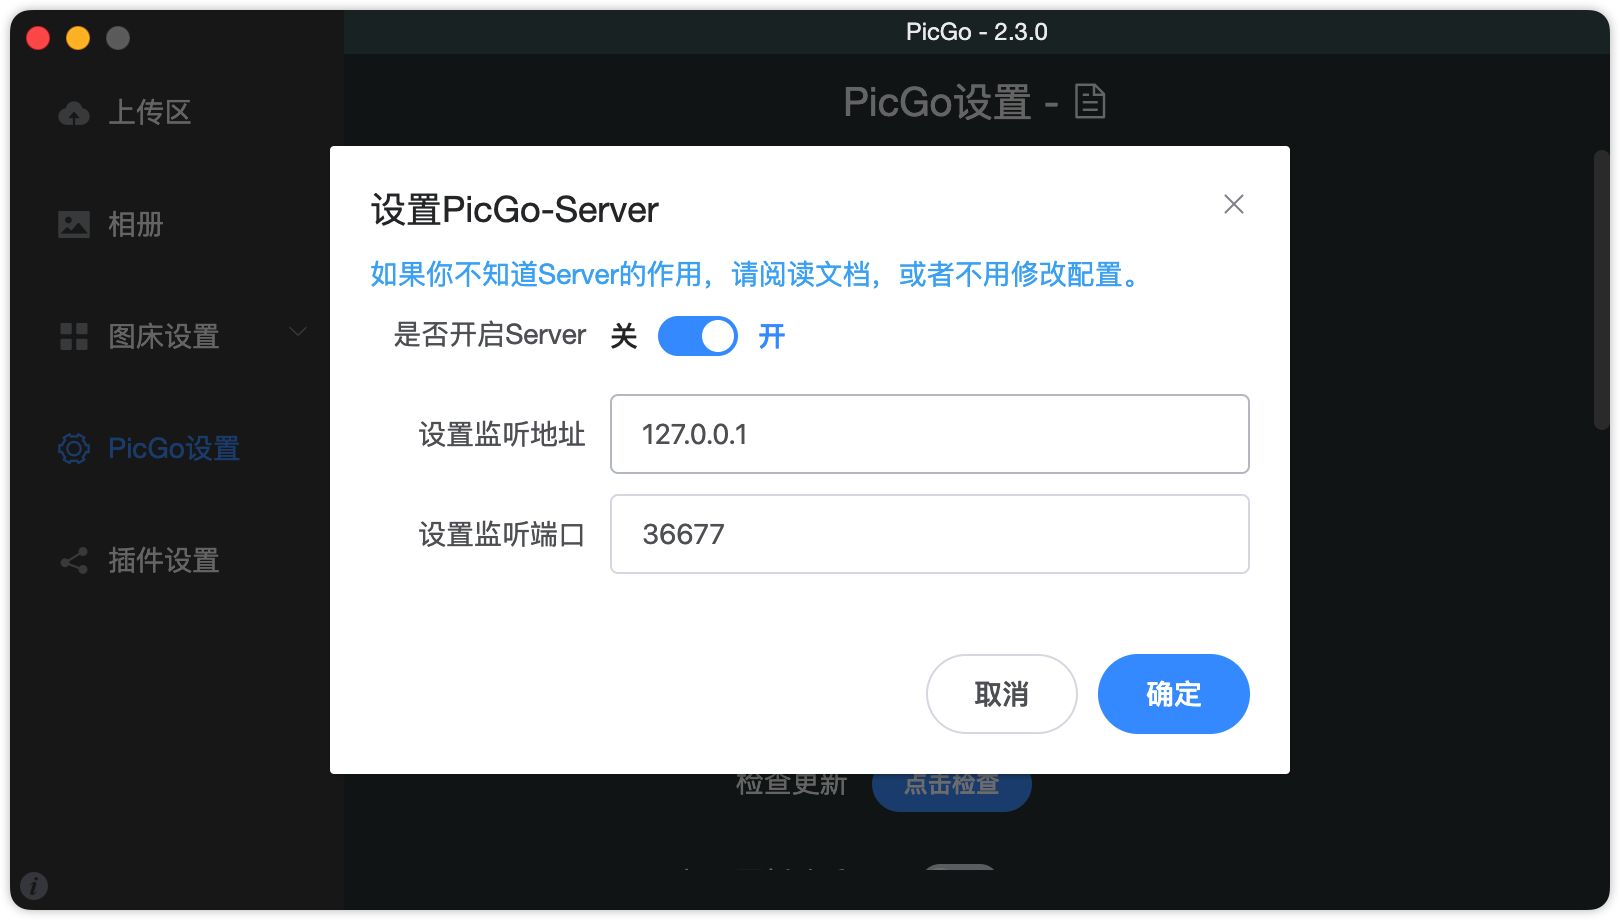 PicGo - 2.3.0
上传区
相册
图床设置
PicGo设置
插件设置
PicGo设置 -
设置PicGo-Server
如果你不知道Server的作用，请阅读文档，或者不用修改配置。
是否开启Server 关 开
设置监听地址 127.0.0.1
设置监听端口 36677
取消 确定
检查更新 点击检查